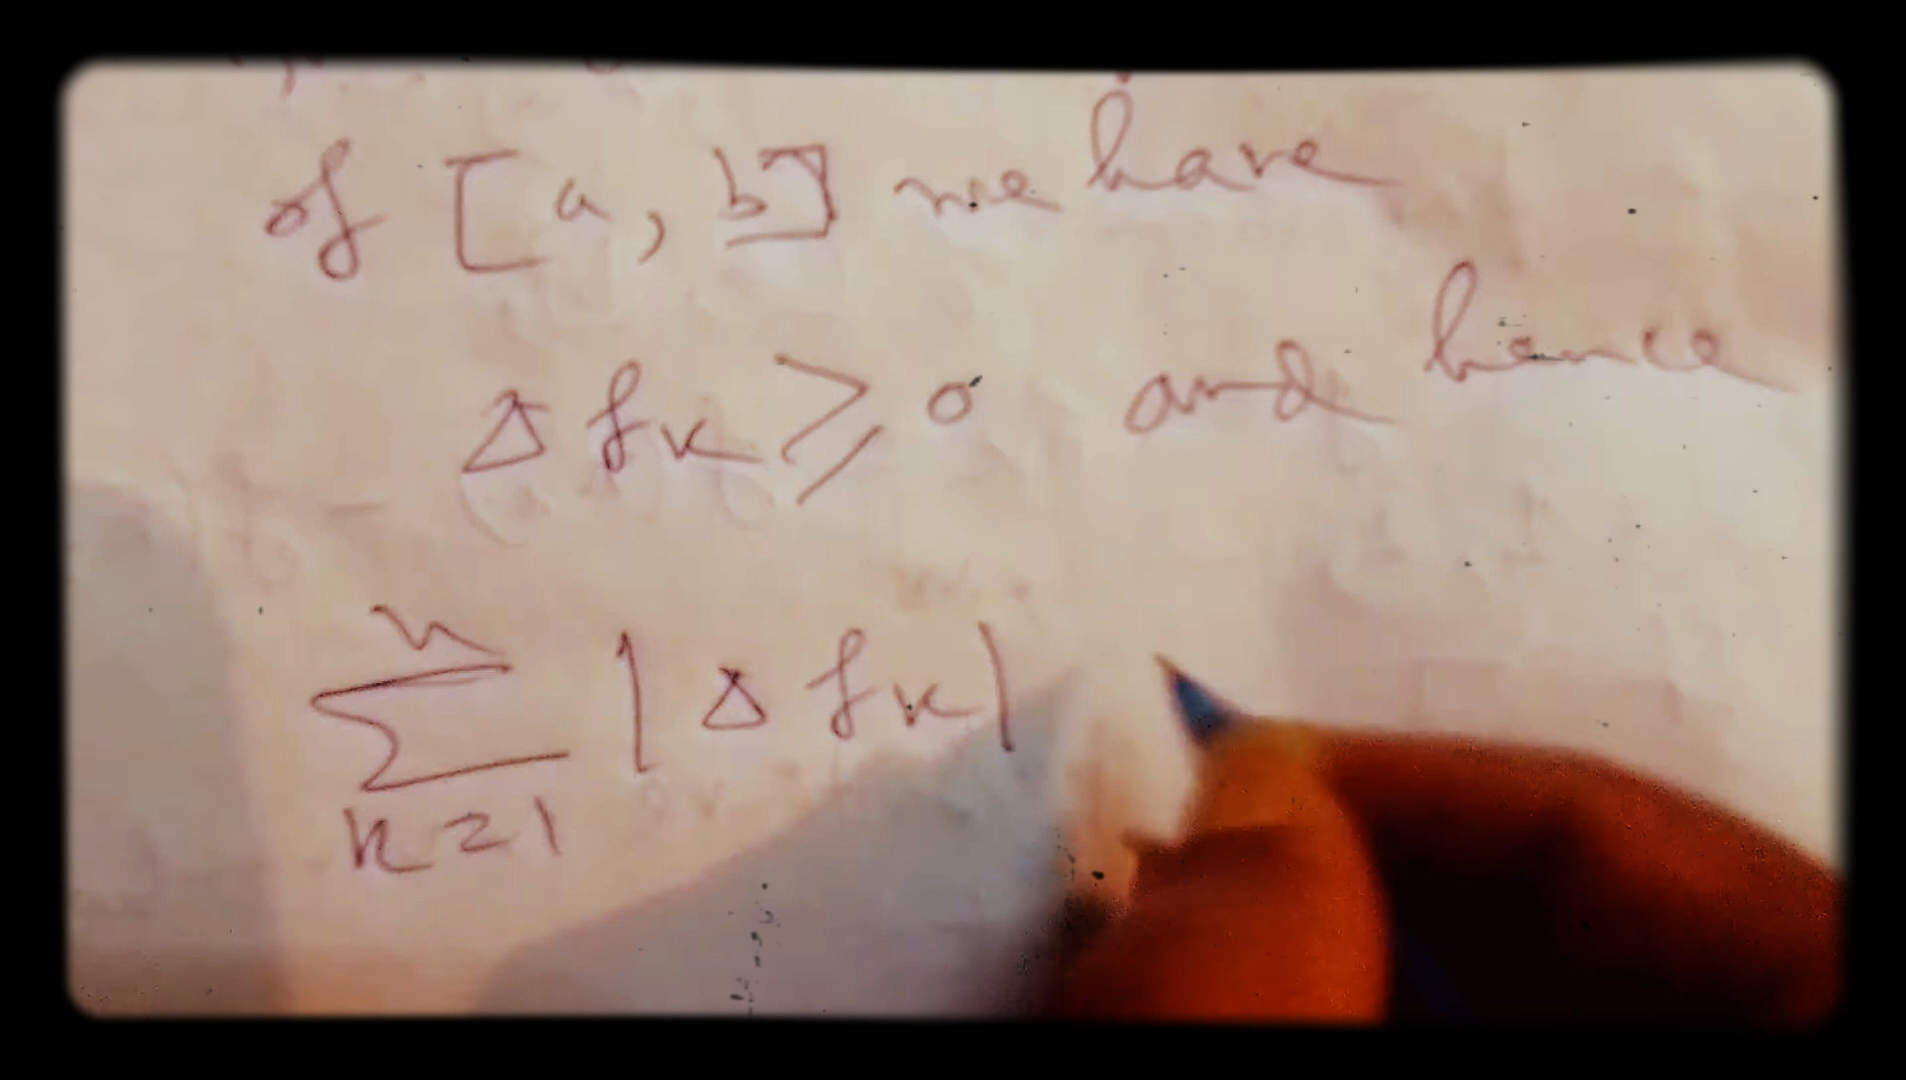 of [a, b] we have
Δ fk ≥ 0 and hence
n
∑ |Δ fk|
k=1